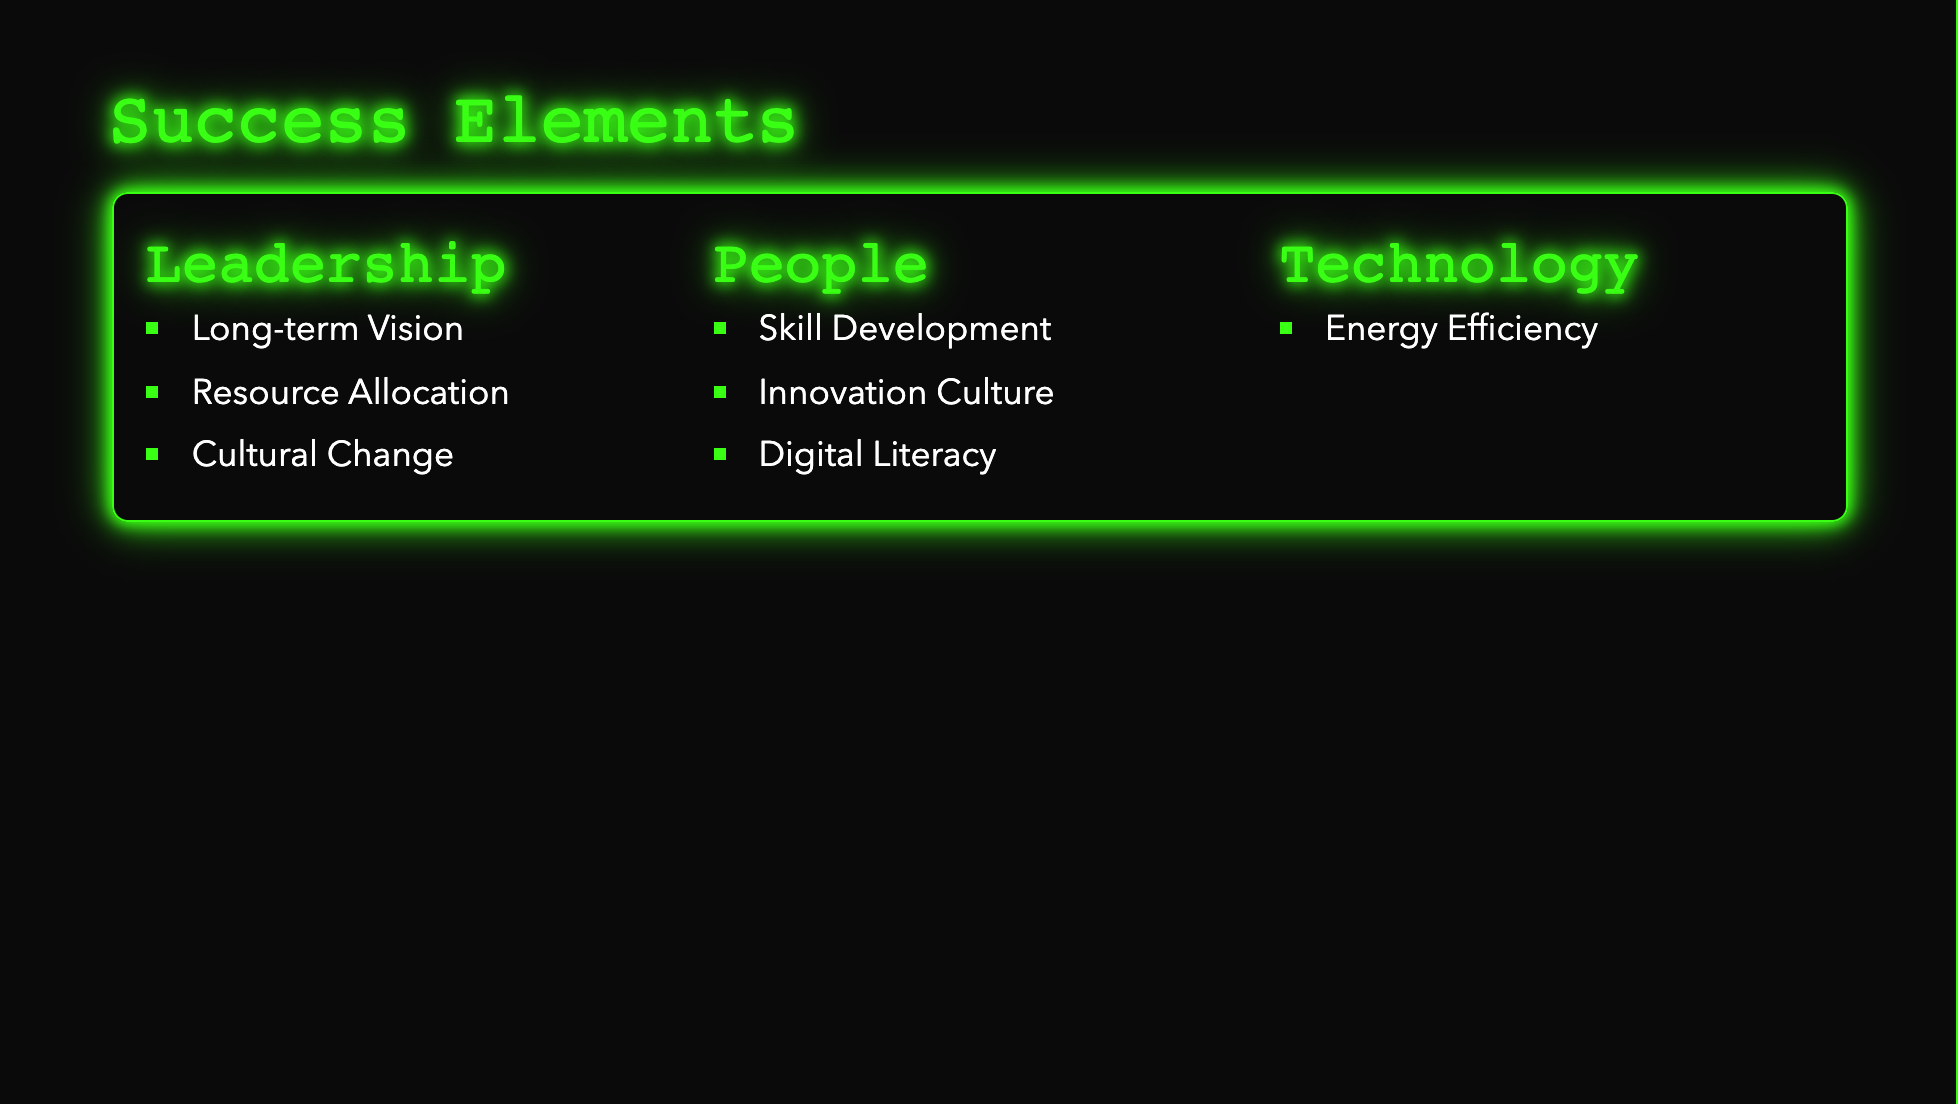 Success Elements
Leadership
Long-term Vision
Resource Allocation
Cultural Change
People
Skill Development
Innovation Culture
Digital Literacy
Technology
Energy Efficiency